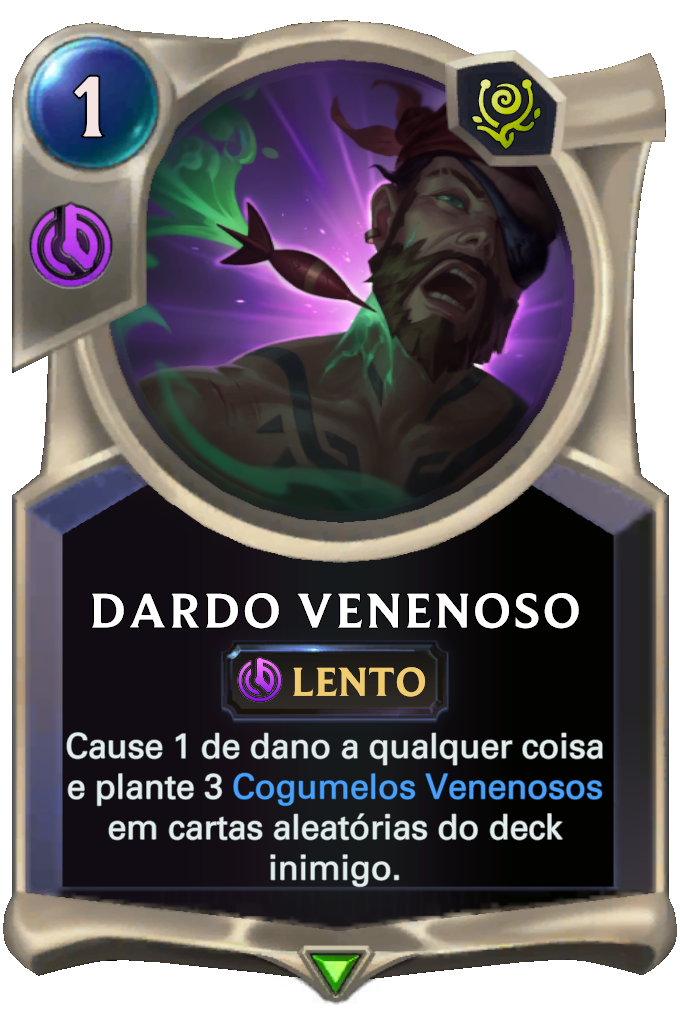 1
DARDO VENENOSO
LENTO
Cause 1 de dano a qualquer coisa
e plante 3 Cogumelos Venenosos
em cartas aleatórias do deck
inimigo.